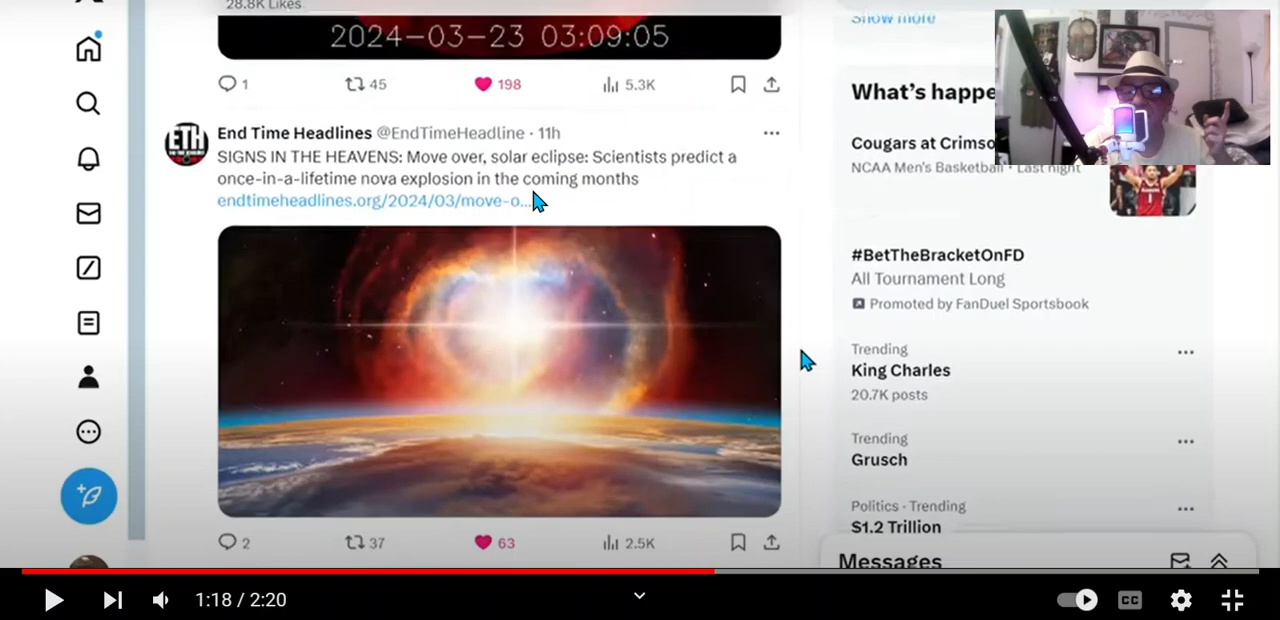 28.8K Likes
2024-03-23 03:09:05
1
45
198
5.3K
ETH
End Time Headlines @EndTimeHeadline · 11h
SIGNS IN THE HEAVENS: Move over, solar eclipse: Scientists predict a
once-in-a-lifetime nova explosion in the coming months
endtimeheadlines.org/2024/03/move-o...
2
37
63
2.5K
Show more
What's happe
Cougars at Crimso
NCAA Men's Basketball · Last night
#BetTheBracketOnFD
All Tournament Long
Promoted by FanDuel Sportsbook
Trending
King Charles
20.7K posts
Trending
Grusch
Politics · Trending
$1.2 Trillion
Messages
1:18 / 2:20
CC